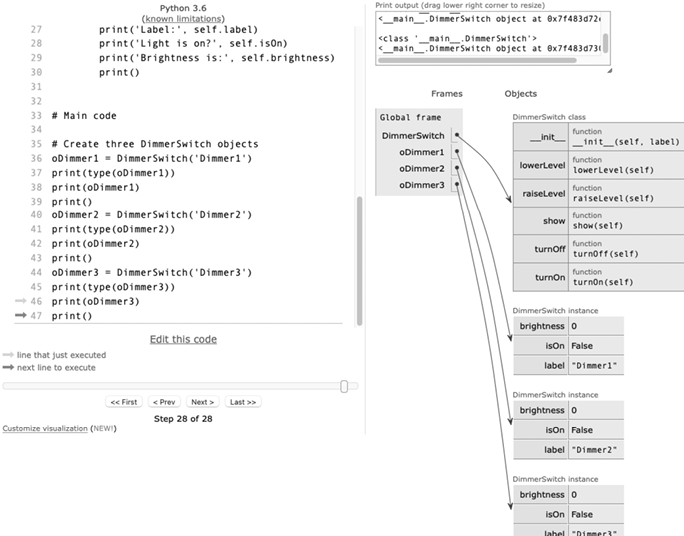 Python 3.6
(known limitations)
27 print('Label:', self.label)
28 print('Light is on?', self.isOn)
29 print('Brightness is:', self.brightness)
30 print()
31
32
33 # Main code
34
35 # Create three DimmerSwitch objects
36 oDimmer1 = DimmerSwitch('Dimmer1')
37 print(type(oDimmer1))
38 print(oDimmer1)
39 print()
40 oDimmer2 = DimmerSwitch('Dimmer2')
41 print(type(oDimmer2))
42 print(oDimmer2)
43 print()
44 oDimmer3 = DimmerSwitch('Dimmer3')
45 print(type(oDimmer3))
46 print(oDimmer3)
47 print()
Edit this code
line that just executed
next line to execute
<< First < Prev Next > Last >>
Step 28 of 28
Customize visualization (NEW!)
Print output (drag lower right corner to resize)
<__main__.DimmerSwitch object at 0x7f483d72
<class '__main__.DimmerSwitch'>
<__main__.DimmerSwitch object at 0x7f483d73
Frames Objects
Global frame
DimmerSwitch
oDimmer1
oDimmer2
oDimmer3
DimmerSwitch class
__init__ function
__init__(self, label)
lowerLevel function
lowerLevel(self)
raiseLevel function
raiseLevel(self)
show function
show(self)
turnOff function
turnOff(self)
turnOn function
turnOn(self)
DimmerSwitch instance
brightness 0
isOn False
label "Dimmer1"
DimmerSwitch instance
brightness 0
isOn False
label "Dimmer2"
DimmerSwitch instance
brightness 0
isOn False
label "Dimmer3"